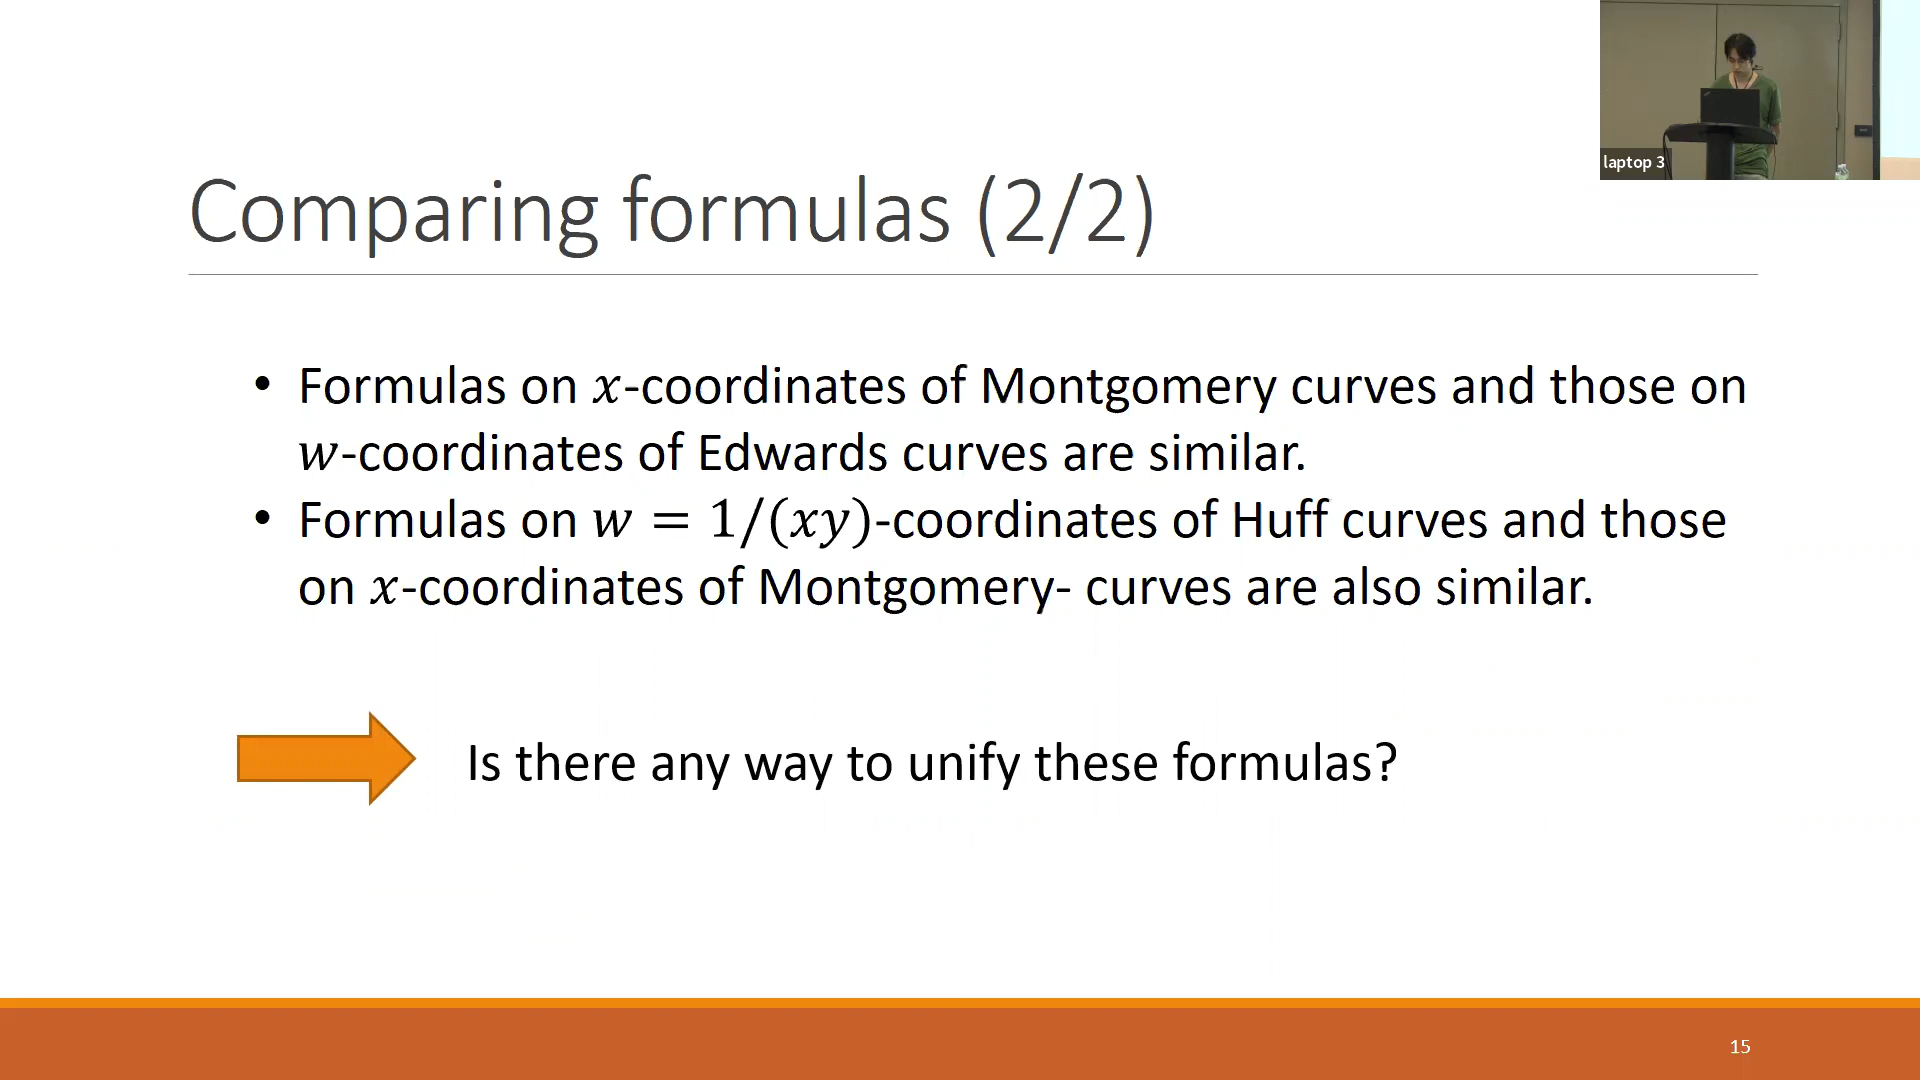 laptop 3
Comparing formulas (2/2)
• Formulas on 𝑥-coordinates of Montgomery curves and those on
𝑤-coordinates of Edwards curves are similar.
• Formulas on 𝑤 = 1/(𝑥𝑦)-coordinates of Huff curves and those
on 𝑥-coordinates of Montgomery- curves are also similar.
Is there any way to unify these formulas?
15